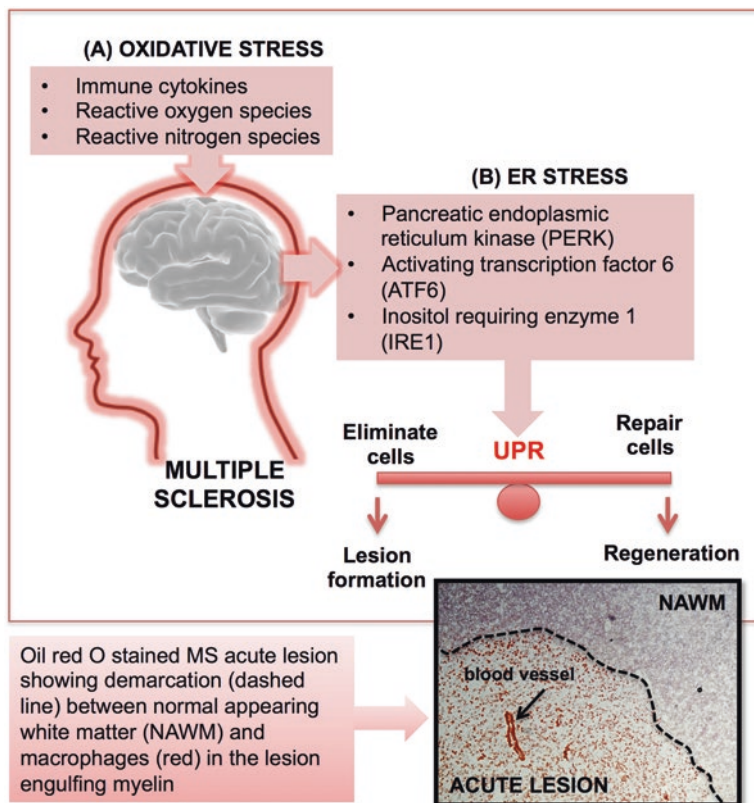 (A) OXIDATIVE STRESS
• Immune cytokines
• Reactive oxygen species
• Reactive nitrogen species
(B) ER STRESS
• Pancreatic endoplasmic
reticulum kinase (PERK)
• Activating transcription factor 6
(ATF6)
• Inositol requiring enzyme 1
(IRE1)
MULTIPLE
SCLEROSIS
Eliminate
cells
UPR
Repair
cells
Lesion
formation
Regeneration
Oil red O stained MS acute lesion
showing demarcation (dashed
line) between normal appearing
white matter (NAWM) and
macrophages (red) in the lesion
engulfing myelin
NAWM
blood vessel
ACUTE LESION